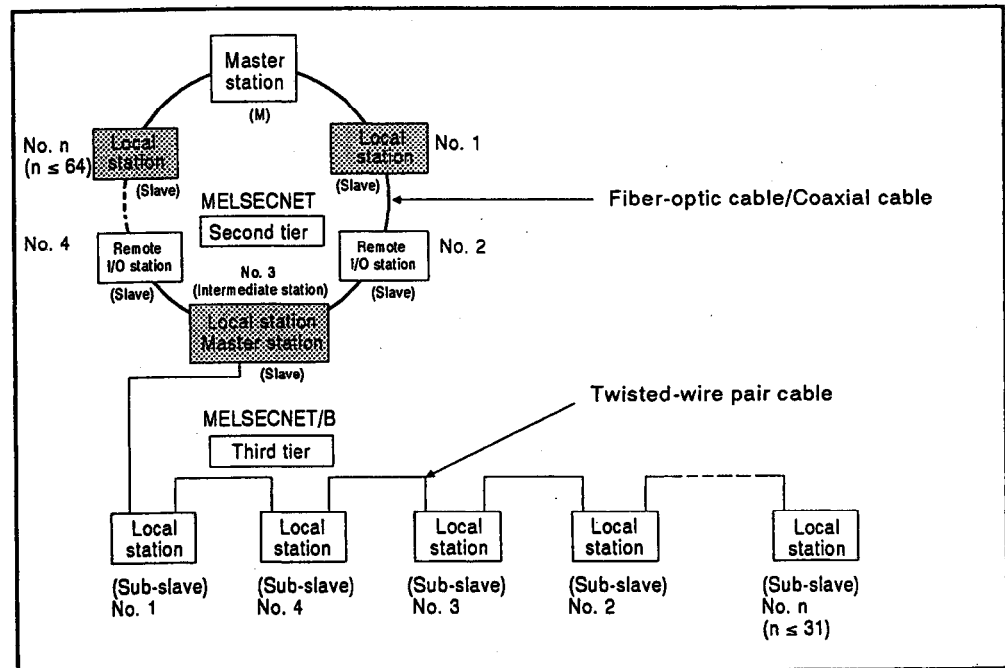 Master
station
(M)
No. n
(n ≤ 64)
Local
station
(Slave)
Local
station
(Slave)
No. 1
MELSECNET
Second tier
Fiber-optic cable/Coaxial cable
No. 4
Remote
I/O station
(Slave)
Remote
I/O station
(Slave)
No. 2
No. 3
(Intermediate station)
Local station
Master station
(Slave)
MELSECNET/B
Third tier
Twisted-wire pair cable
Local
station
(Sub-slave)
No. 1
Local
station
(Sub-slave)
No. 4
Local
station
(Sub-slave)
No. 3
Local
station
(Sub-slave)
No. 2
Local
station
(Sub-slave)
No. n
(n ≤ 31)